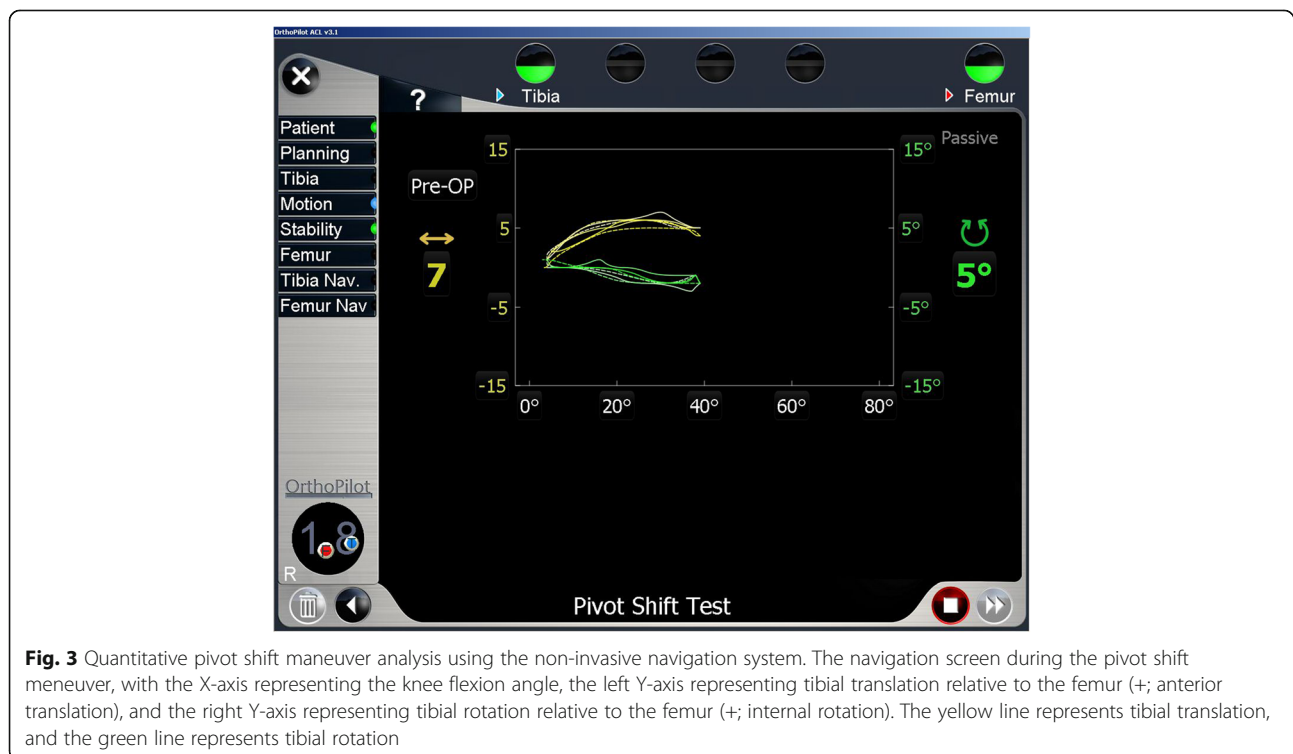 OrthoPilot ACL v3.1
?
Tibia
Femur
Patient
Planning
Tibia
Motion
Stability
Femur
Tibia Nav.
Femur Nav
Passive
Pre-OP
7
5°
15
5
-5
-15
15°
5°
-5°
-15°
0° 20° 40° 60° 80°
OrthoPilot
1.8
R
Pivot Shift Test
Fig. 3 Quantitative pivot shift maneuver analysis using the non-invasive navigation system. The navigation screen during the pivot shift
meneuver, with the X-axis representing the knee flexion angle, the left Y-axis representing tibial translation relative to the femur (+; anterior
translation), and the right Y-axis representing tibial rotation relative to the femur (+; internal rotation). The yellow line represents tibial translation,
and the green line represents tibial rotation